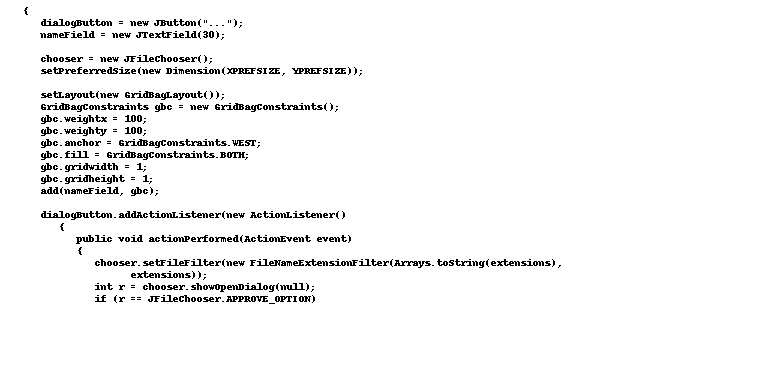 {
dialogButton = new JButton("...");
nameField = new JTextField(30);
chooser = new JFileChooser();
setPreferredSize(new Dimension(XPREFSIZE, YPREFSIZE));
setLayout(new GridBagLayout());
GridBagConstraints gbc = new GridBagConstraints();
gbc.weightx = 100;
gbc.weighty = 100;
gbc.anchor = GridBagConstraints.WEST;
gbc.fill = GridBagConstraints.BOTH;
gbc.gridwidth = 1;
gbc.gridheight = 1;
add(nameField, gbc);
dialogButton.addActionListener(new ActionListener()
{
public void actionPerformed(ActionEvent event)
{
chooser.setFileFilter(new FileNameExtensionFilter(Arrays.toString(extensions),
extensions));
int r = chooser.showOpenDialog(null);
if (r == JFileChooser.APPROVE_OPTION)